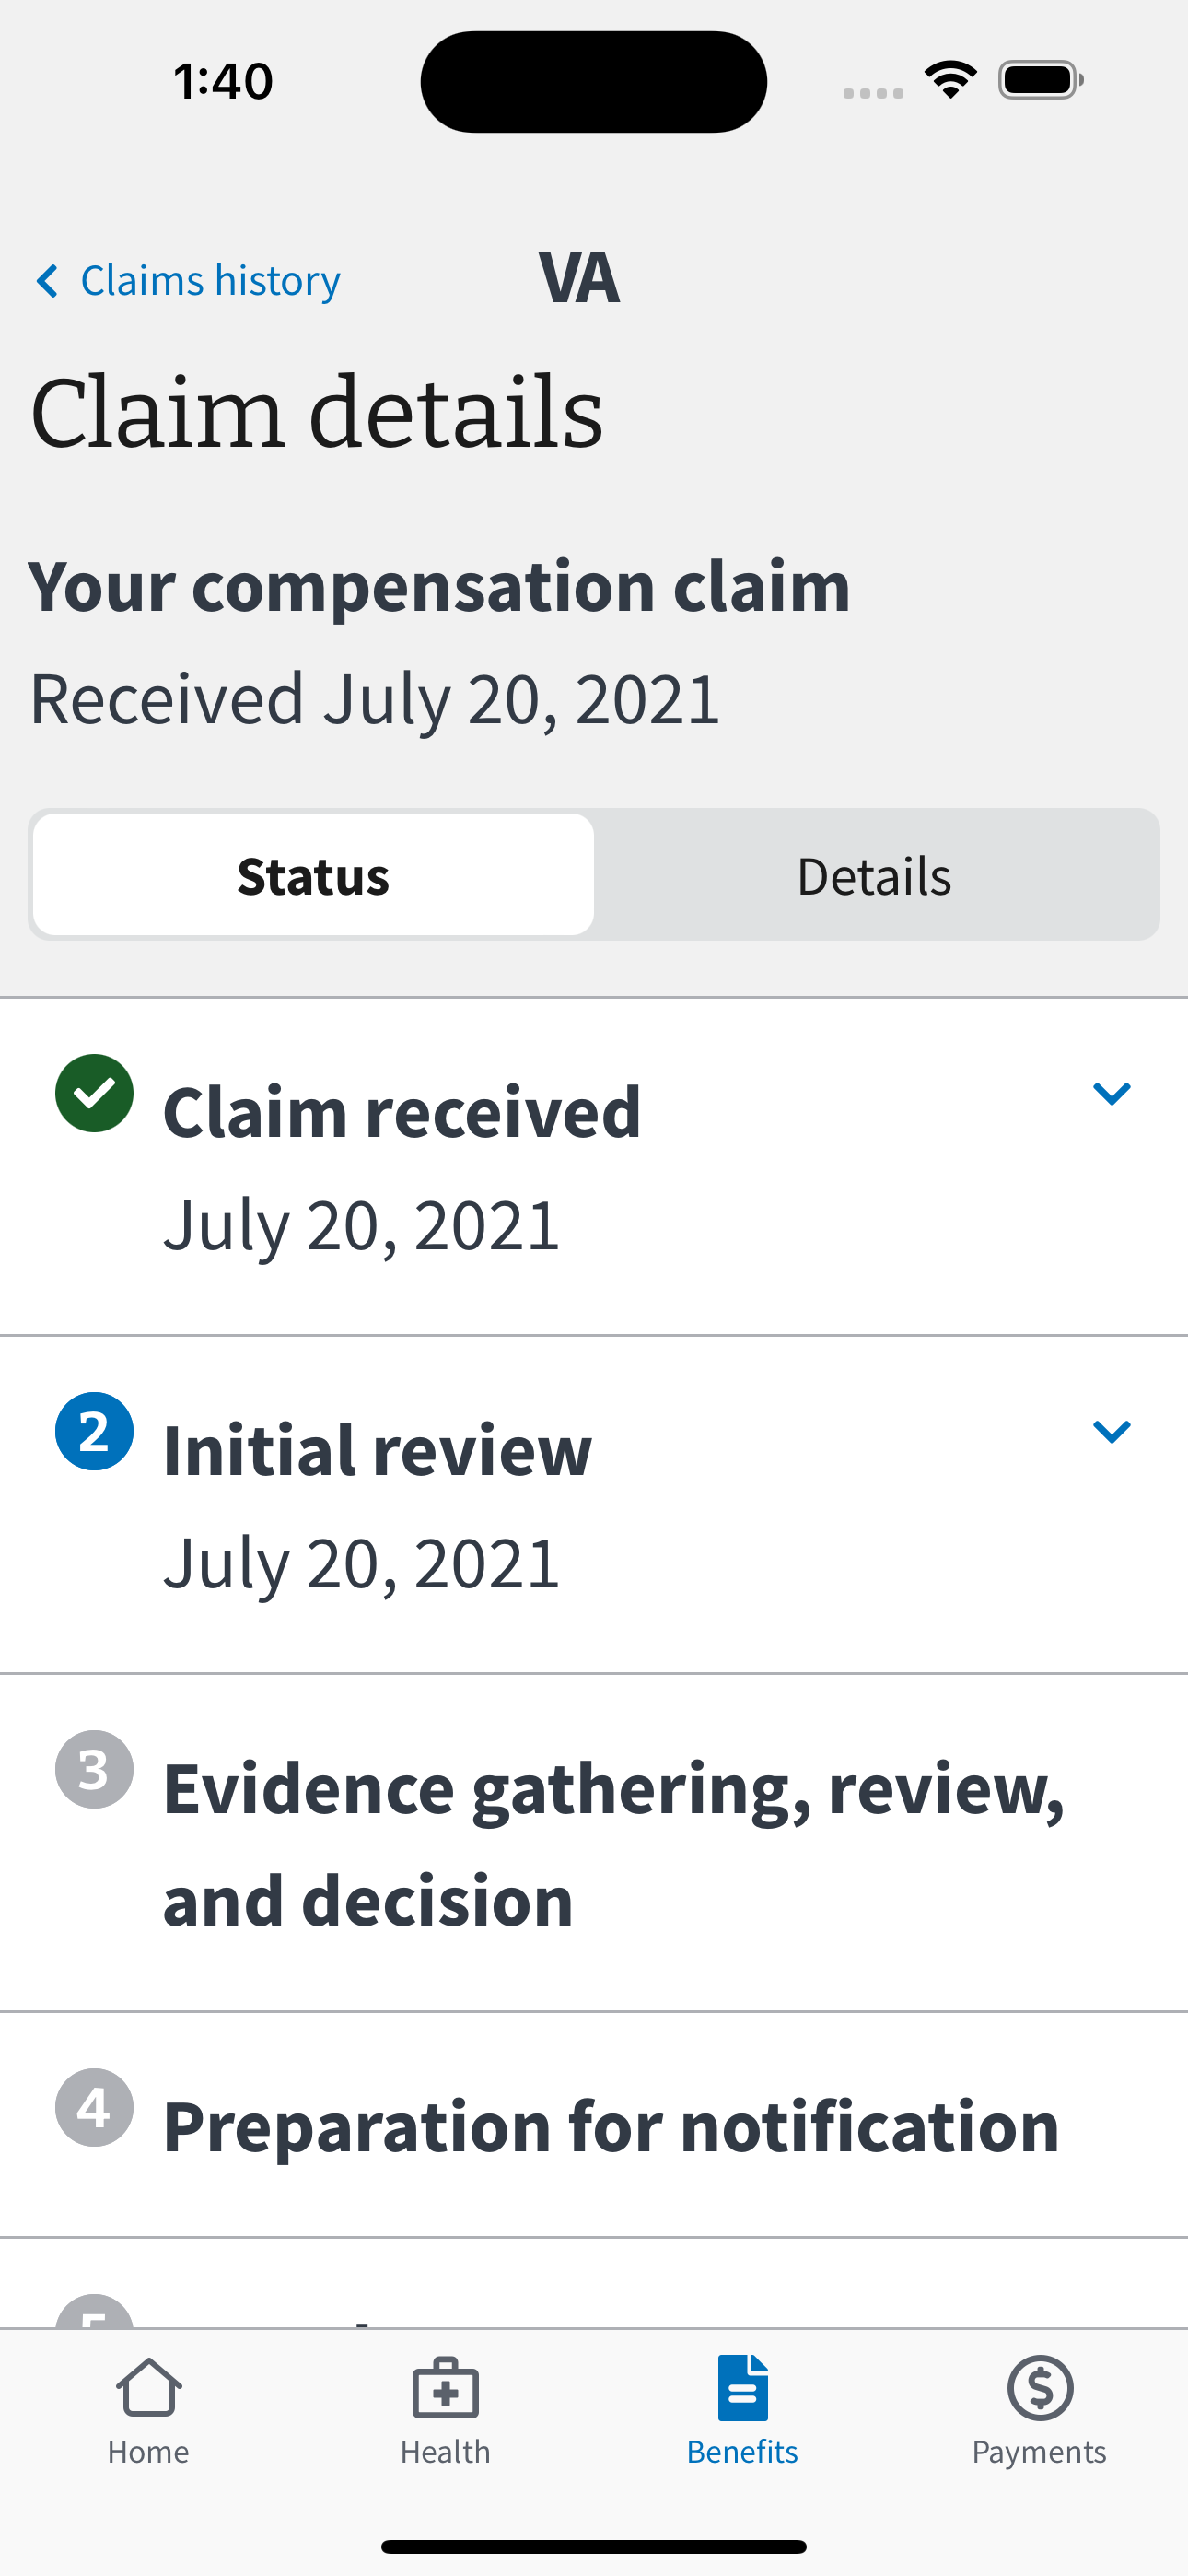 1:40
Claims history
VA
Claim details
Your compensation claim
Received July 20, 2021
Status
Details
Claim received
July 20, 2021
2
Initial review
July 20, 2021
3
Evidence gathering, review,
and decision
4
Preparation for notification
5
Home
Health
Benefits
Payments